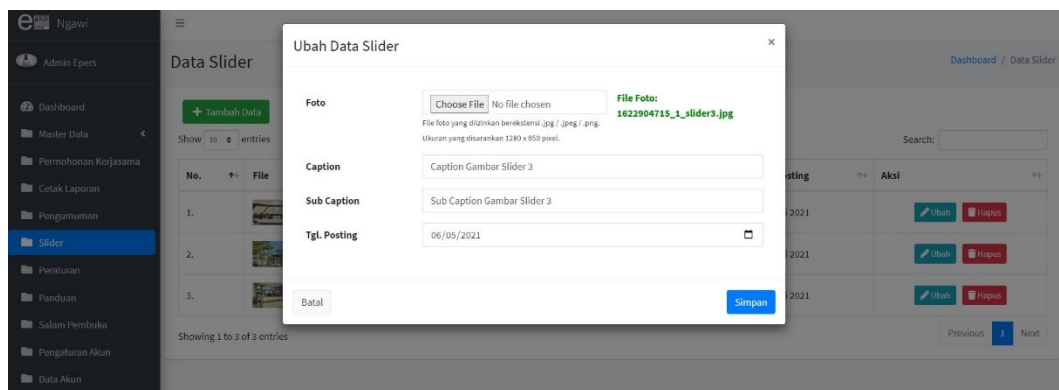 ePERS Ngawi
Admin Epers
Dashboard
Master Data
Permohonan Kerjasama
Cetak Laporan
Pengumuman
Slider
Peraturan
Panduan
Salam Pembuka
Pengaturan Akun
Data Akun
Data Slider
Dashboard / Data Slider
+ Tambah Data
Show 10 entries
Search:
No. File sting Aksi
1. 2021 Ubah Hapus
2. 2021 Ubah Hapus
3. 2021 Ubah Hapus
Showing 1 to 3 of 3 entries
Previous 1 Next
Ubah Data Slider ×
Foto
Choose File No file chosen
File foto yang diizinkan berekstensi .jpg / .jpeg / .png.
Ukuran yang disarankan 1280 x 650 pixel.
File Foto:
1622904715_1_slider3.jpg
Caption Caption Gambar Slider 3
Sub Caption Sub Caption Gambar Slider 3
Tgl. Posting 06/05/2021
Batal Simpan